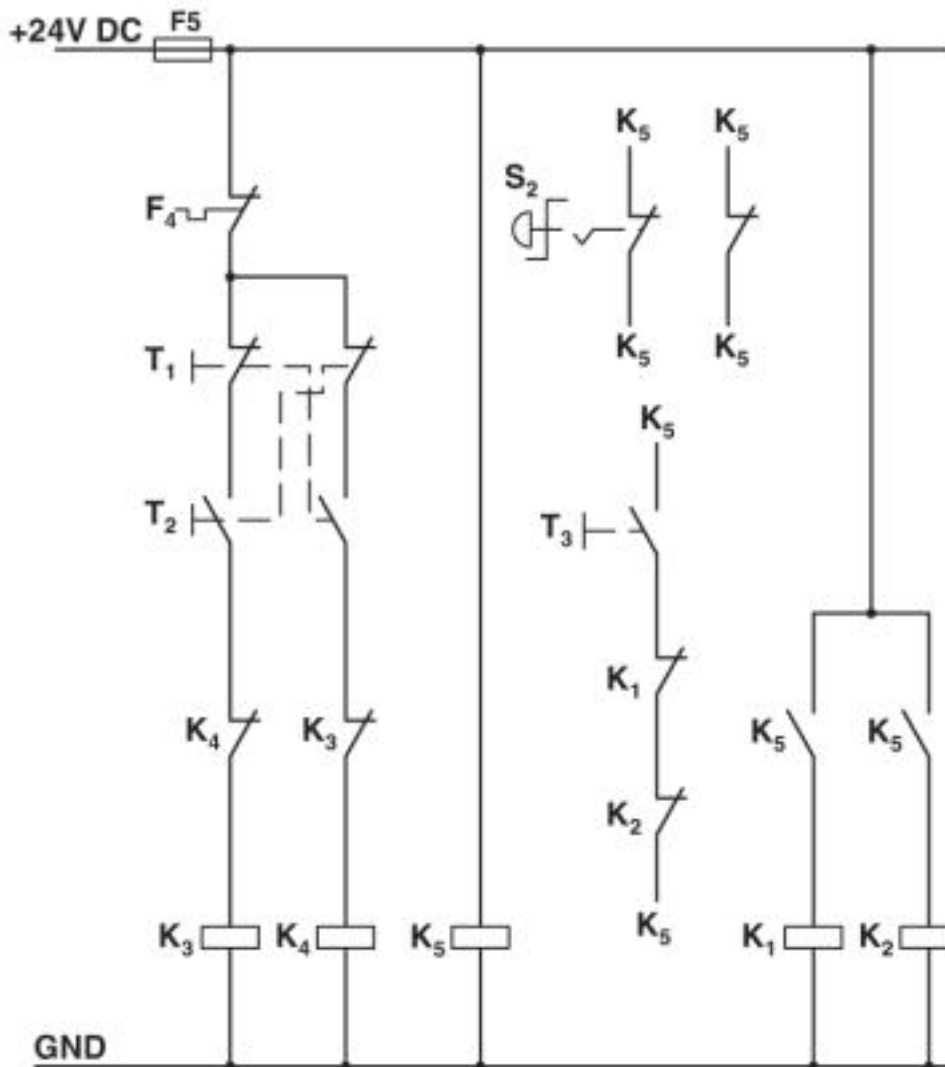 +24V DC F5
K5 K5
S2
F4
T1
K5 K5
K5
T2
T3
K1
K4 K3 K5 K5
K2
K5
K3 K4 K5 K1 K2
GND